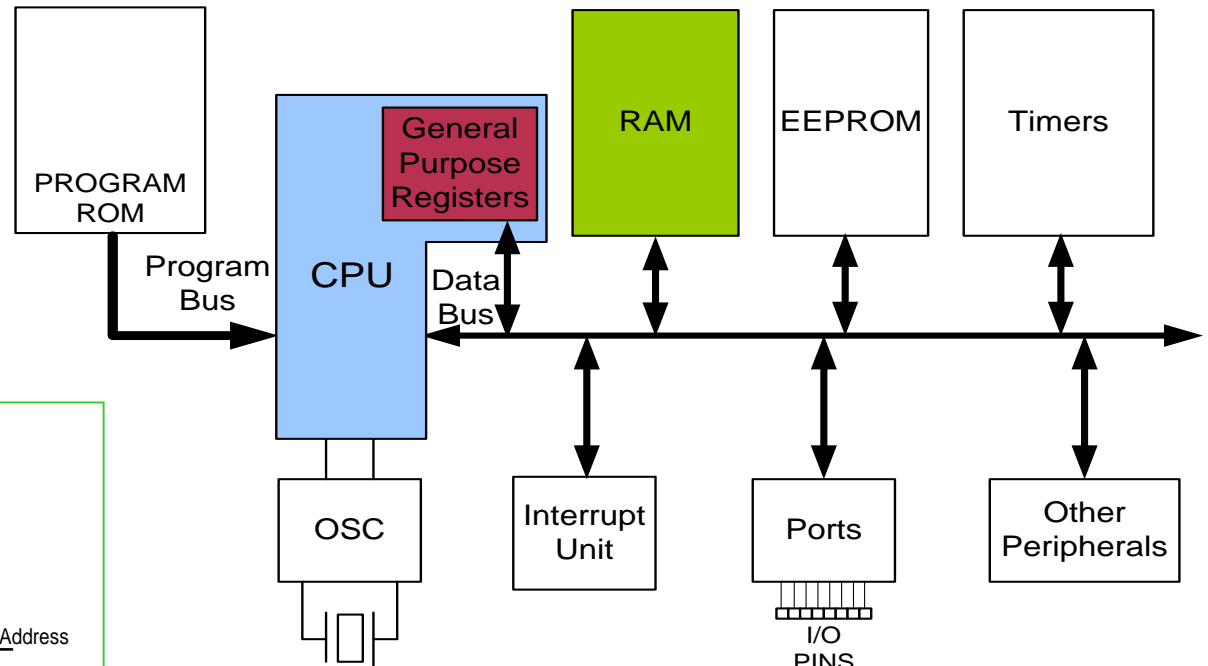 PROGRAM
ROM
Program
Bus
CPU
General
Purpose
Registers
Data
Bus
RAM
EEPROM
Timers
OSC
Interrupt
Unit
Ports
I/O
PINS
Other
Peripherals
Address